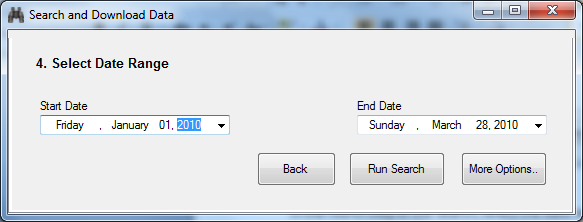 Search and Download Data
4. Select Date Range
Start Date End Date
Friday , January 01, 2010 Sunday , March 28, 2010
Back Run Search More Options..